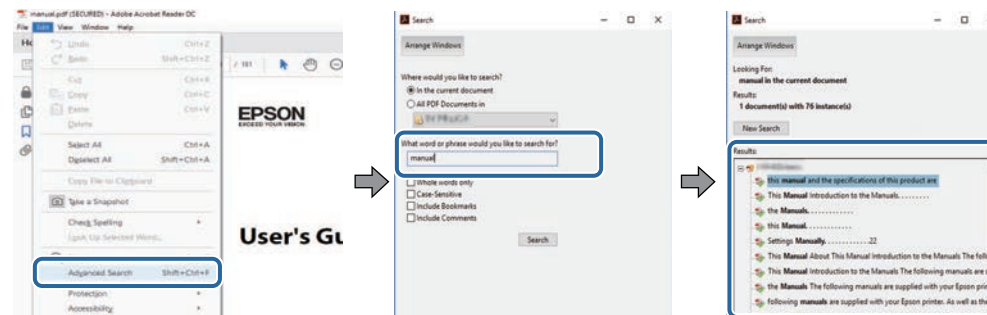 manual.pdf (SECURED) - Adobe Acrobat Reader DC
File Edit View Window Help
Undo Ctrl+Z
Shift+Ctrl+Z
Cut Ctrl+X
Copy Ctrl+C
Paste Ctrl+V
Delete
Select All Ctrl+A
Deselect All Shift+Ctrl+A
Copy File to Clipboard
Take a Snapshot
Check Spelling
Look Up Selected Word...
Advanced Search Shift+Ctrl+F
Protection
Accessibility
/ 181
EPSON
EXCEED YOUR VISION
User's Gu
Search
Arrange Windows
Where would you like to search?
In the current document
All PDF Documents in
What word or phrase would you like to search for?
manual
Whole words only
Case-Sensitive
Include Bookmarks
Include Comments
Search
Search
Arrange Windows
Looking For:
manual in the current document
Results:
1 document(s) with 76 instance(s)
New Search
Results:
this manual and the specifications of this product are
This Manual Introduction to the Manuals.........
the Manuals.............
this Manual.............
Settings Manually.............22
This Manual About This Manual Introduction to the Manuals The foll
This Manual Introduction to the Manuals The following manuals are s
the Manuals The following manuals are supplied with your Epson prin
following manuals are supplied with your Epson printer. As well as the